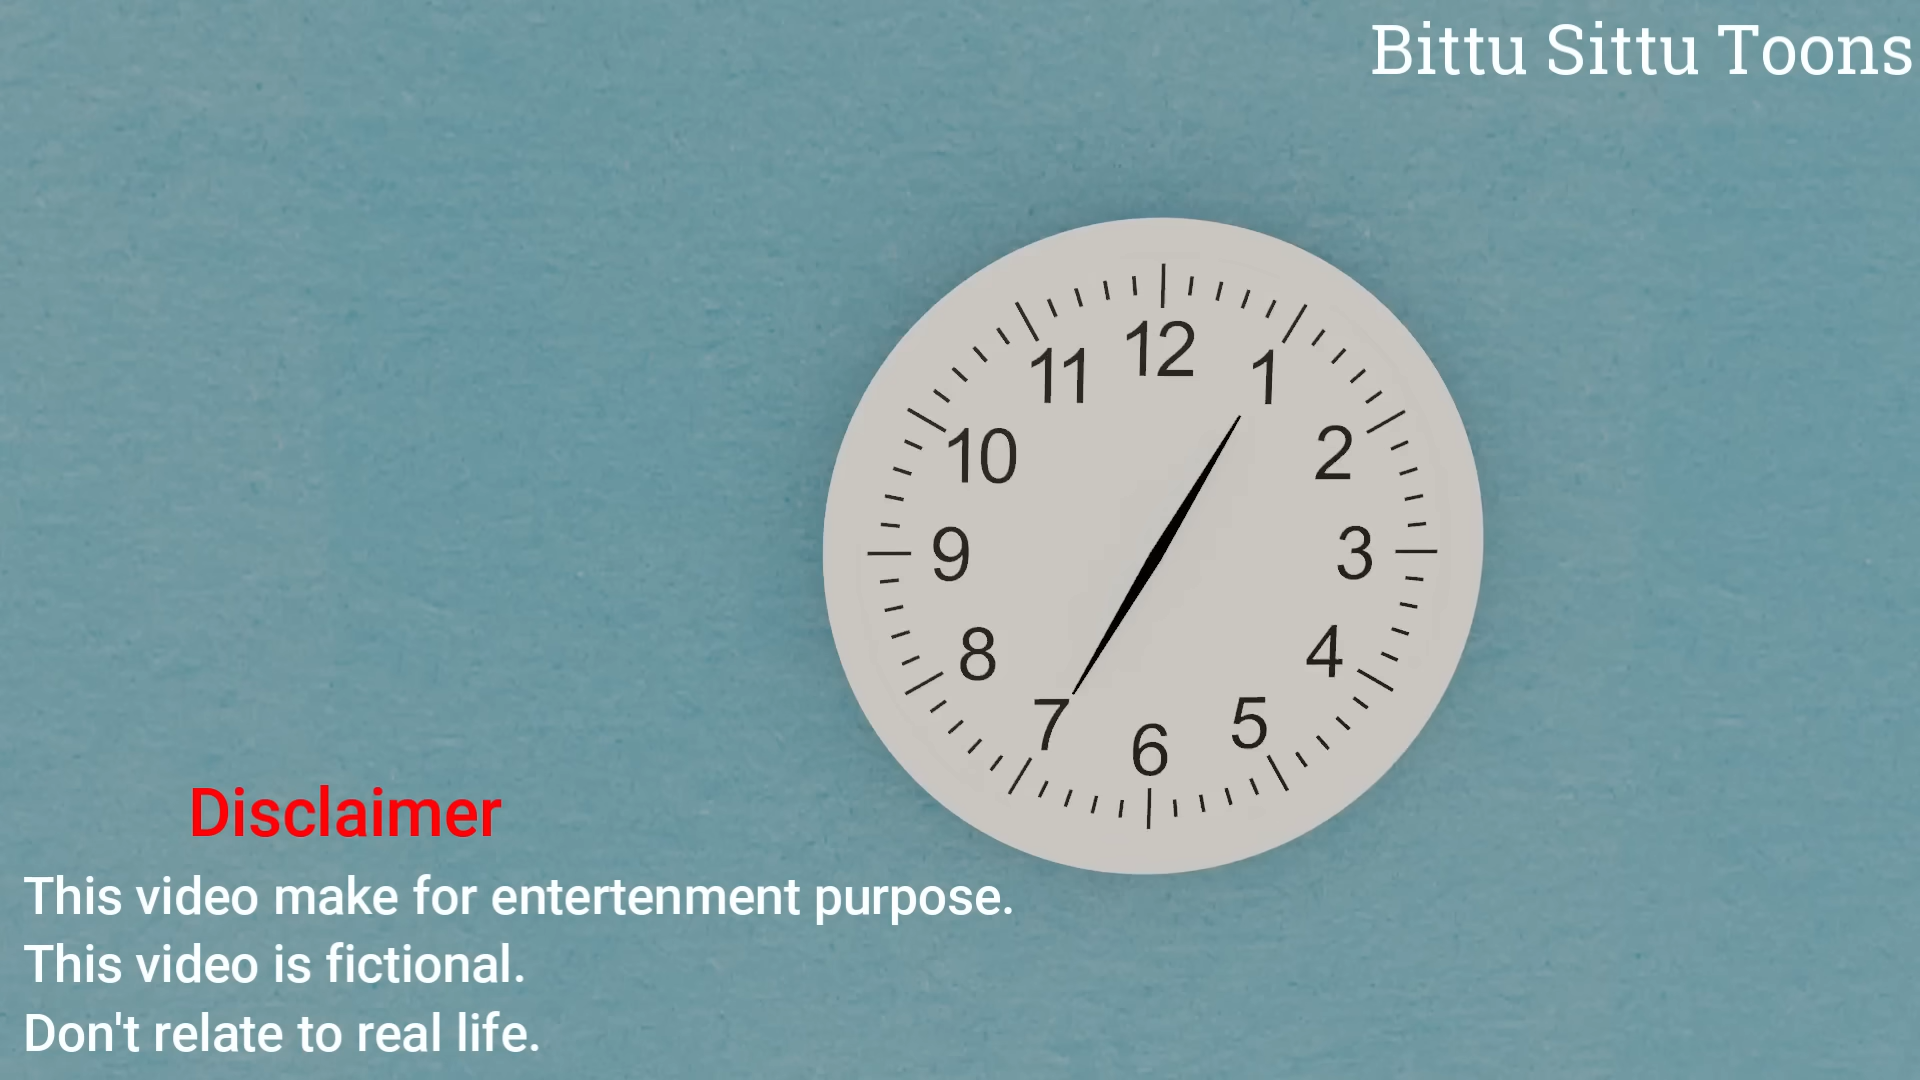 Bittu Sittu Toons
12
1
2
3
4
5
6
7
8
9
10
11
Disclaimer
This video make for entertenment purpose.
This video is fictional.
Don't relate to real life.